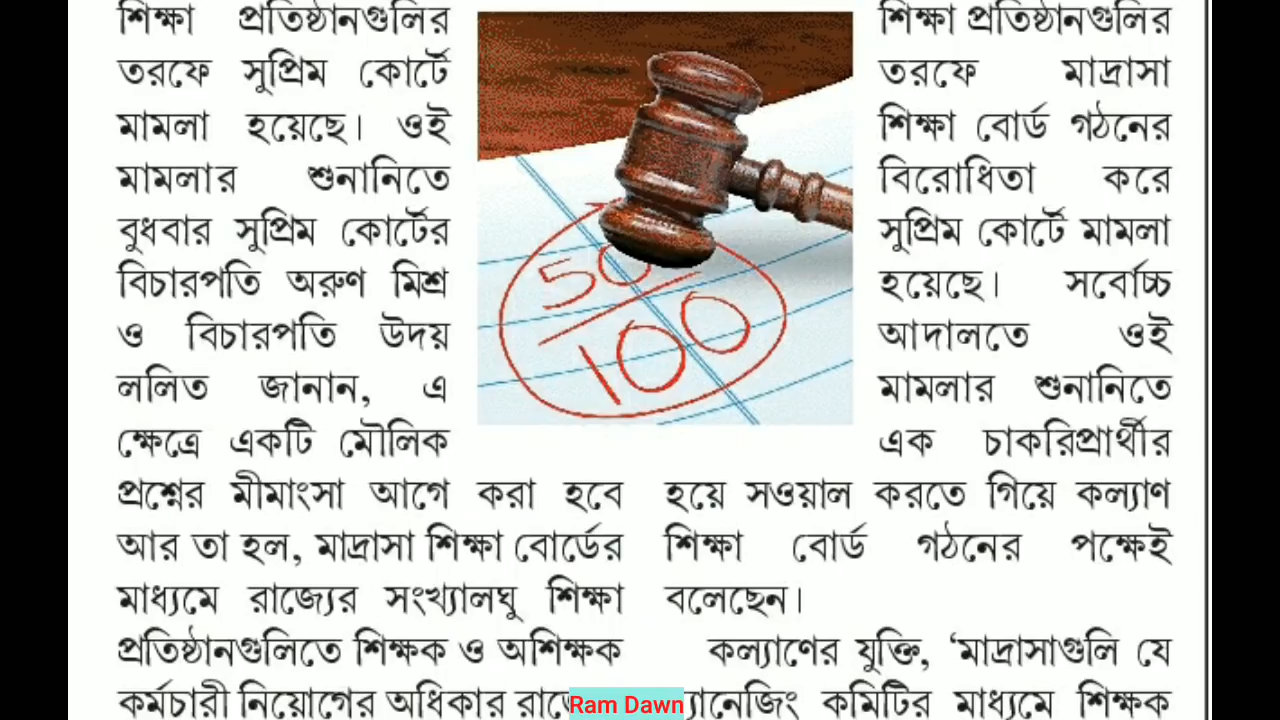 শিক্ষা প্রতিষ্ঠানগুলির
তরফে সুপ্রিম কোর্টে
মামলা হয়েছে। ওই
মামলার শুনানিতে
বুধবার সুপ্রিম কোর্টের
বিচারপতি অরুণ মিশ্র
ও বিচারপতি উদয়
ললিত জানান, এ
ক্ষেত্রে একটি মৌলিক
প্রশ্নের মীমাংসা আগে করা হবে
আর তা হল, মাদ্রাসা শিক্ষা বোর্ডের
মাধ্যমে রাজ্যের সংখ্যালঘু শিক্ষা
প্রতিষ্ঠানগুলিতে শিক্ষক ও অশিক্ষক
কর্মচারী নিয়োগের অধিকার
50
100
শিক্ষা প্রতিষ্ঠানগুলির
তরফে মাদ্রাসা
শিক্ষা বোর্ড গঠনের
বিরোধিতা করে
সুপ্রিম কোর্টে মামলা
হয়েছে। সর্বোচ্চ
আদালতে ওই
মামলার শুনানিতে
এক চাকরিপ্রার্থীর
হয়ে সওয়াল করতে গিয়ে কল্যাণ
শিক্ষা বোর্ড গঠনের পক্ষেই
বলেছেন।
কল্যাণের যুক্তি, ‘মাদ্রাসাগুলি যে
কমিটির মাধ্যমে শিক্ষক
Ram Dawn